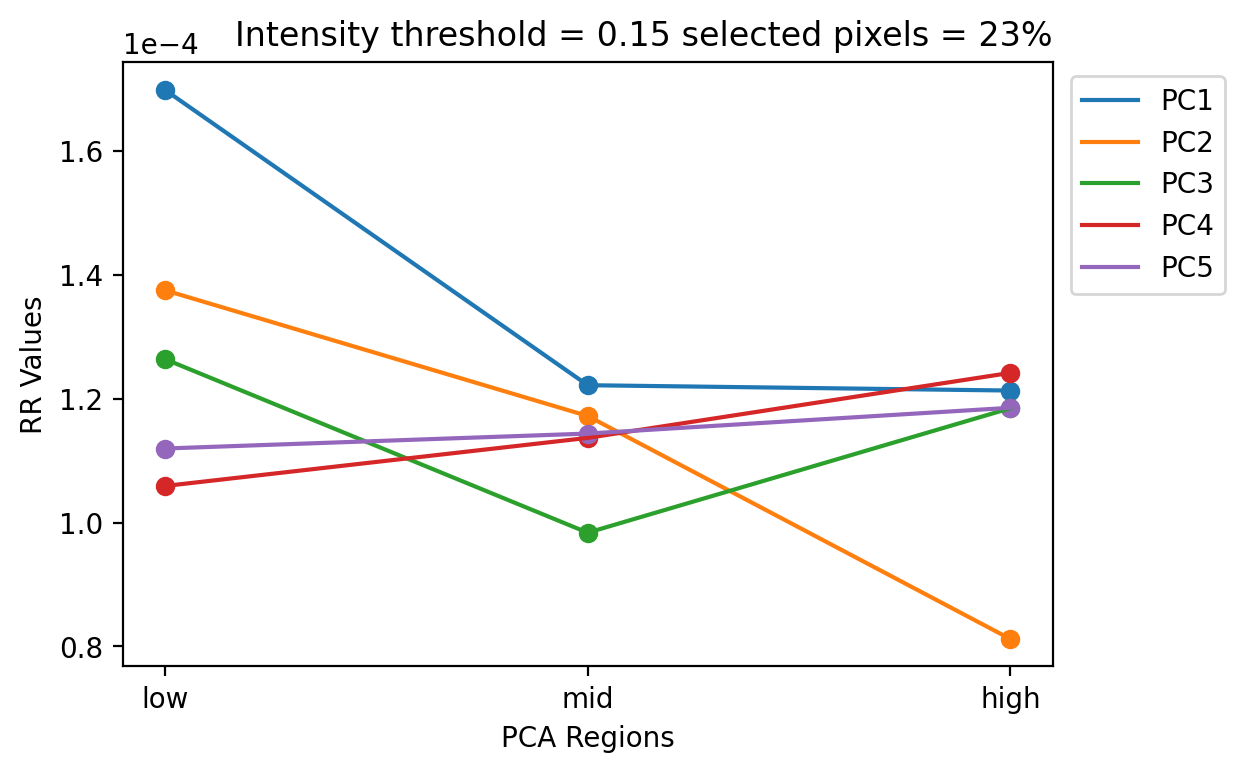 1e−4
Intensity threshold = 0.15 selected pixels = 23%
1.6
1.4
1.2
1.0
0.8
RR Values
low
mid
high
PCA Regions
PC1
PC2
PC3
PC4
PC5